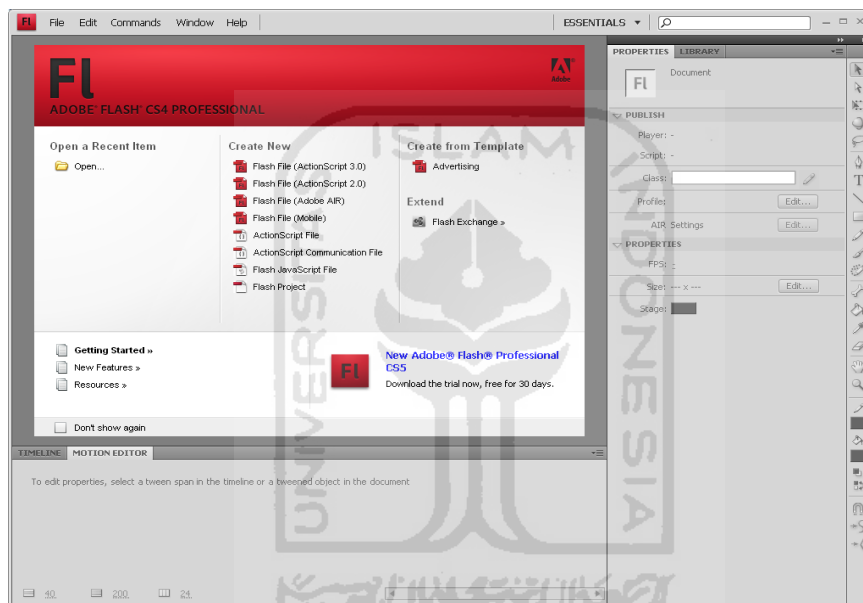 Fl File Edit Commands Window Help ESSENTIALS
Fl
Adobe
ADOBE® FLASH® CS4 PROFESSIONAL
Open a Recent Item
Open...
Create New
Flash File (ActionScript 3.0)
Flash File (ActionScript 2.0)
Flash File (Adobe AIR)
Flash File (Mobile)
ActionScript File
ActionScript Communication File
Flash JavaScript File
Flash Project
Create from Template
Advertising
Extend
Flash Exchange »
Getting Started »
New Features »
Resources »
Fl
New Adobe® Flash® Professional
CS5
Download the trial now, free for 30 days.
Don't show again
TIMELINE MOTION EDITOR
To edit properties, select a tween span in the timeline or a tweened object in the document
40 200 24
PROPERTIES LIBRARY
FL Document
PUBLISH
Player: -
Script: -
Class:
Profile: Edit...
AIR Settings Edit...
PROPERTIES
FPS: -
Size: --- x --- Edit...
Stage:
T
UNIVERSITAS
ISLAM
INDONESIA